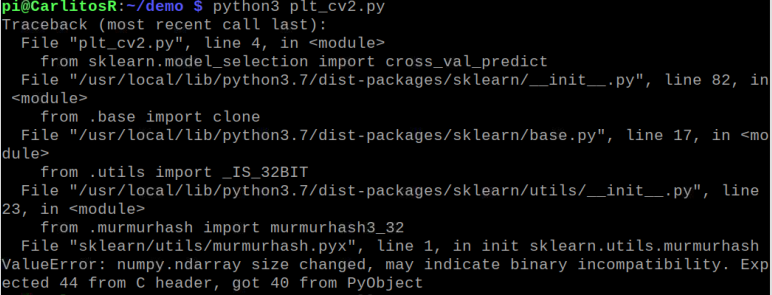 pi@CarlitosR:~/demo $ python3 plt_cv2.py
Traceback (most recent call last):
  File "plt_cv2.py", line 4, in <module>
    from sklearn.model_selection import cross_val_predict
  File "/usr/local/lib/python3.7/dist-packages/sklearn/__init__.py", line 82, in
 <module>
    from .base import clone
  File "/usr/local/lib/python3.7/dist-packages/sklearn/base.py", line 17, in <mo
dule>
    from .utils import _IS_32BIT
  File "/usr/local/lib/python3.7/dist-packages/sklearn/utils/__init__.py", line
23, in <module>
    from .murmurhash import murmurhash3_32
  File "sklearn/utils/murmurhash.pyx", line 1, in init sklearn.utils.murmurhash
ValueError: numpy.ndarray size changed, may indicate binary incompatibility. Exp
ected 44 from C header, got 40 from PyObject